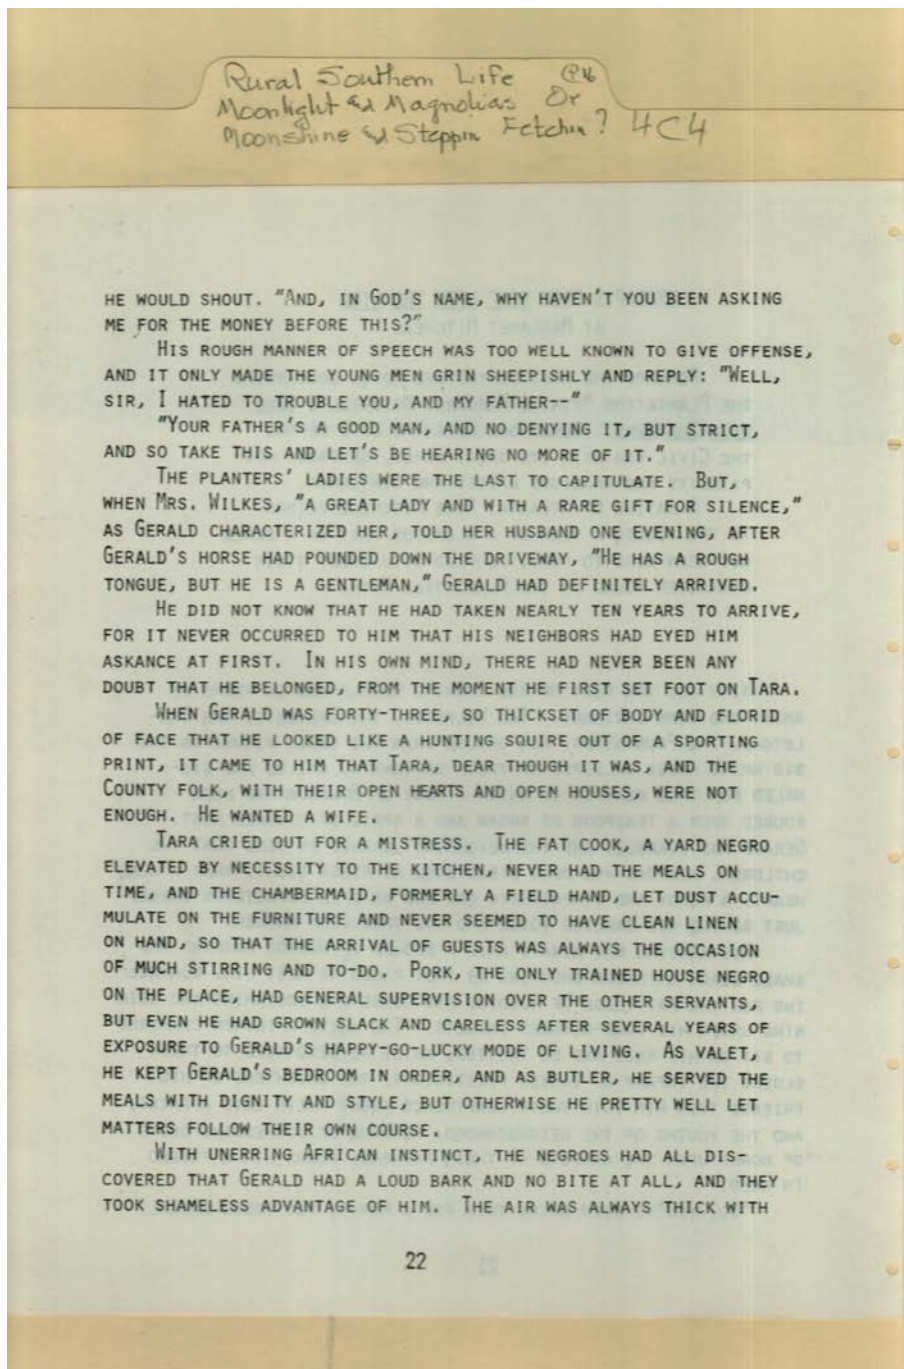 Rural Southern Life
Moonlight & Magnolias Or
Moonshine & Steppin Fetchin? 4C4
HE WOULD SHOUT. "AND, IN GOD'S NAME, WHY HAVEN'T YOU BEEN ASKING
ME FOR THE MONEY BEFORE THIS?"
HIS ROUGH MANNER OF SPEECH WAS TOO WELL KNOWN TO GIVE OFFENSE,
AND IT ONLY MADE THE YOUNG MEN GRIN SHEEPISHLY AND REPLY: "WELL,
SIR, I HATED TO TROUBLE YOU, AND MY FATHER--"
"YOUR FATHER'S A GOOD MAN, AND NO DENYING IT, BUT STRICT,
AND SO TAKE THIS AND LET'S BE HEARING NO MORE OF IT."
THE PLANTERS' LADIES WERE THE LAST TO CAPITULATE. BUT,
WHEN MRS. WILKES, "A GREAT LADY AND WITH A RARE GIFT FOR SILENCE,"
AS GERALD CHARACTERIZED HER, TOLD HER HUSBAND ONE EVENING, AFTER
GERALD'S HORSE HAD POUNDED DOWN THE DRIVEWAY, "HE HAS A ROUGH
TONGUE, BUT HE IS A GENTLEMAN," GERALD HAD DEFINITELY ARRIVED.
HE DID NOT KNOW THAT HE HAD TAKEN NEARLY TEN YEARS TO ARRIVE,
FOR IT NEVER OCCURRED TO HIM THAT HIS NEIGHBORS HAD EYED HIM
ASKANCE AT FIRST. IN HIS OWN MIND, THERE HAD NEVER BEEN ANY
DOUBT THAT HE BELONGED, FROM THE MOMENT HE FIRST SET FOOT ON TARA.
WHEN GERALD WAS FORTY-THREE, SO THICKSET OF BODY AND FLORID
OF FACE THAT HE LOOKED LIKE A HUNTING SQUIRE OUT OF A SPORTING
PRINT, IT CAME TO HIM THAT TARA, DEAR THOUGH IT WAS, AND THE
COUNTY FOLK, WITH THEIR OPEN HEARTS AND OPEN HOUSES, WERE NOT
ENOUGH. HE WANTED A WIFE.
TARA CRIED OUT FOR A MISTRESS. THE FAT COOK, A YARD NEGRO
ELEVATED BY NECESSITY TO THE KITCHEN, NEVER HAD THE MEALS ON
TIME, AND THE CHAMBERMAID, FORMERLY A FIELD HAND, LET DUST ACCU-
MULATE ON THE FURNITURE AND NEVER SEEMED TO HAVE CLEAN LINEN
ON HAND, SO THAT THE ARRIVAL OF GUESTS WAS ALWAYS THE OCCASION
OF MUCH STIRRING AND TO-DO. PORK, THE ONLY TRAINED HOUSE NEGRO
ON THE PLACE, HAD GENERAL SUPERVISION OVER THE OTHER SERVANTS,
BUT EVEN HE HAD GROWN SLACK AND CARELESS AFTER SEVERAL YEARS OF
EXPOSURE TO GERALD'S HAPPY-GO-LUCKY MODE OF LIVING. AS VALET,
HE KEPT GERALD'S BEDROOM IN ORDER, AND AS BUTLER, HE SERVED THE
MEALS WITH DIGNITY AND STYLE, BUT OTHERWISE HE PRETTY WELL LET
MATTERS FOLLOW THEIR OWN COURSE.
WITH UNERRING AFRICAN INSTINCT, THE NEGROES HAD ALL DIS-
COVERED THAT GERALD HAD A LOUD BARK AND NO BITE AT ALL, AND THEY
TOOK SHAMELESS ADVANTAGE OF HIM. THE AIR WAS ALWAYS THICK WITH
22